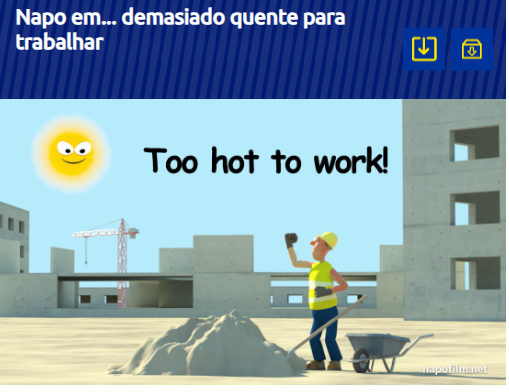 Napo em... demasiado quente para
trabalhar
Too hot to work!
napofilm.net